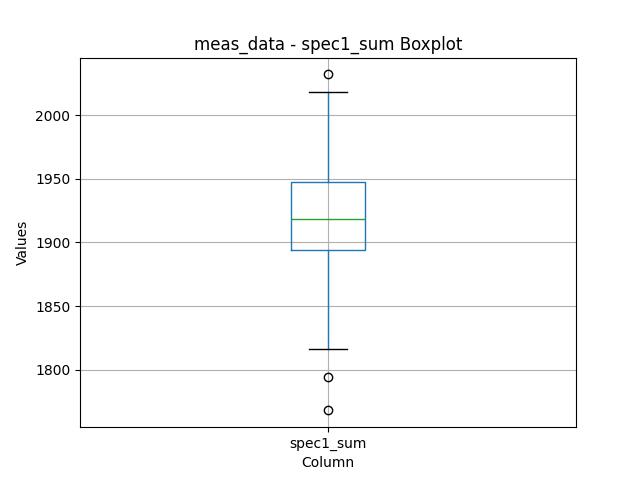 meas_data - spec1_sum Boxplot
2000
1950
1900
1850
1800
Values
spec1_sum
Column